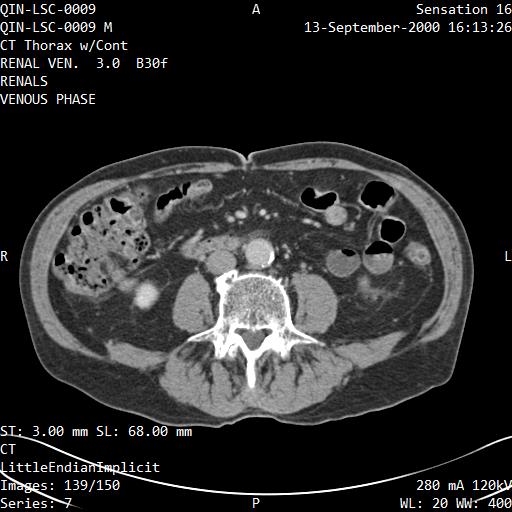 QIN-LSC-0009
A
Sensation 16
QIN-LSC-0009 M
13-September-2000 16:13:26
CT Thorax w/Cont
RENAL VEN. 3.0 B30f
RENALS
VENOUS PHASE
R
L
ST: 3.00 mm SL: 68.00 mm
CT
LittleEndianImplicit
Images: 139/150
280 mA 120kV
Series: 7
P
WL: 20 WW: 400